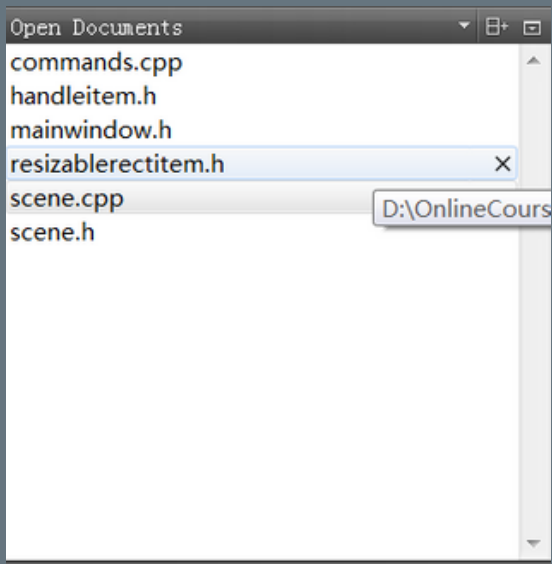 Open Documents
commands.cpp
handleitem.h
mainwindow.h
resizablerectitem.h
scene.cpp
D:\OnlineCours
scene.h